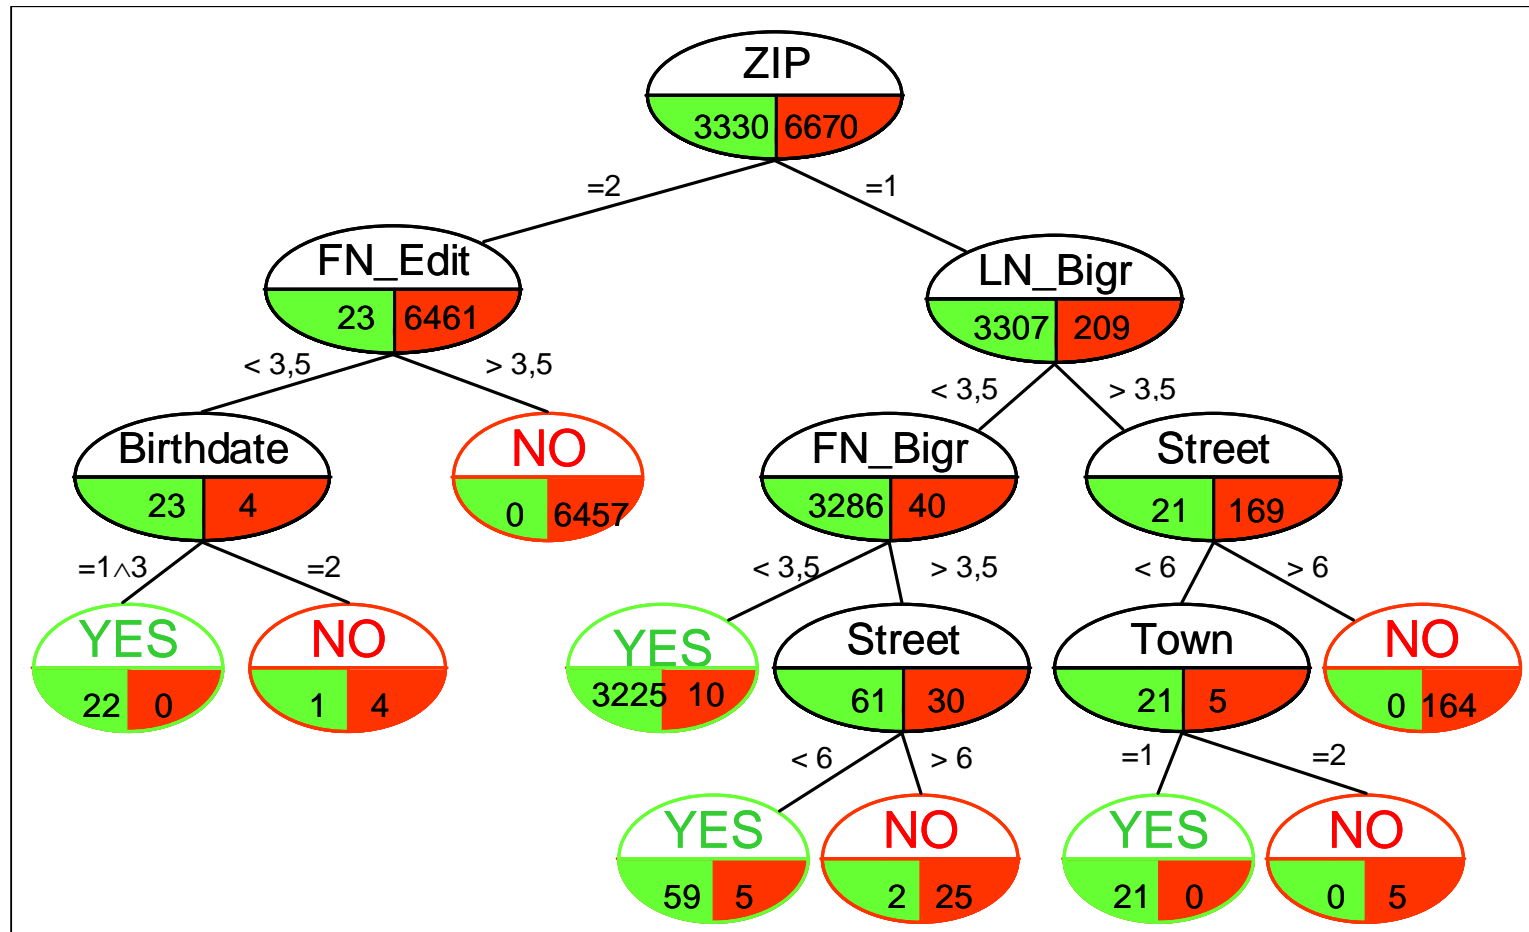 ZIP
3330 6670
=2 =1
FN_Edit
23 6461
LN_Bigr
3307 209
< 3,5 > 3,5 < 3,5 > 3,5
Birthdate
23 4
NO
0 6457
FN_Bigr
3286 40
Street
21 169
=1∧3 =2 < 3,5 > 3,5 < 6 > 6
YES
22 0
NO
1 4
YES
3225 10
Street
61 30
Town
21 5
NO
0 164
< 6 > 6 =1 =2
YES
59 5
NO
2 25
YES
21 0
NO
0 5